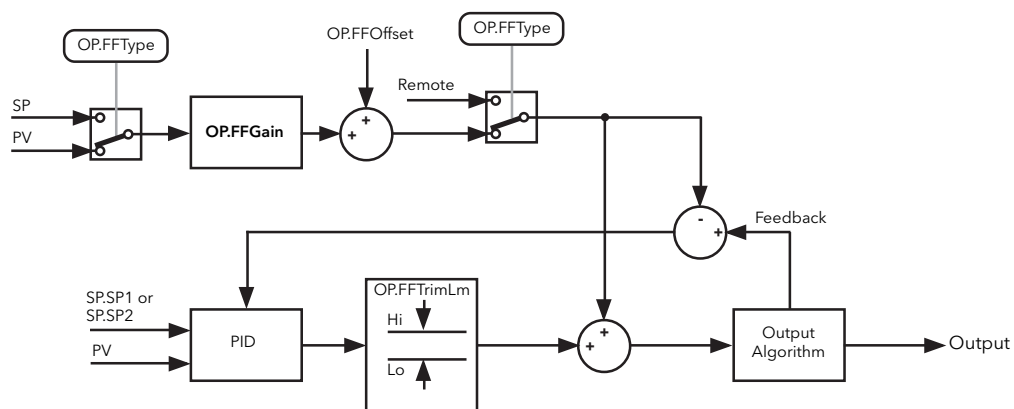 OP.FFType
OP.FFOffset
OP.FFType
SP
PV
OP.FFGain
+
+
Remote
-
+
Feedback
SP.SP1 or
SP.SP2
PV
PID
OP.FFTrimLm
Hi
Lo
+
+
Output
Algorithm
Output